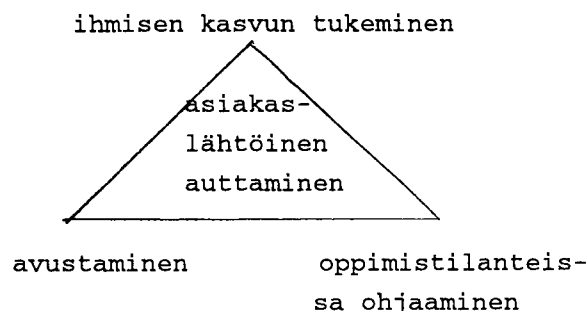 ihmisen kasvun tukeminen
asiakas-
lähtöinen
auttaminen
avustaminen
oppimistilanteis-
sa ohjaaminen